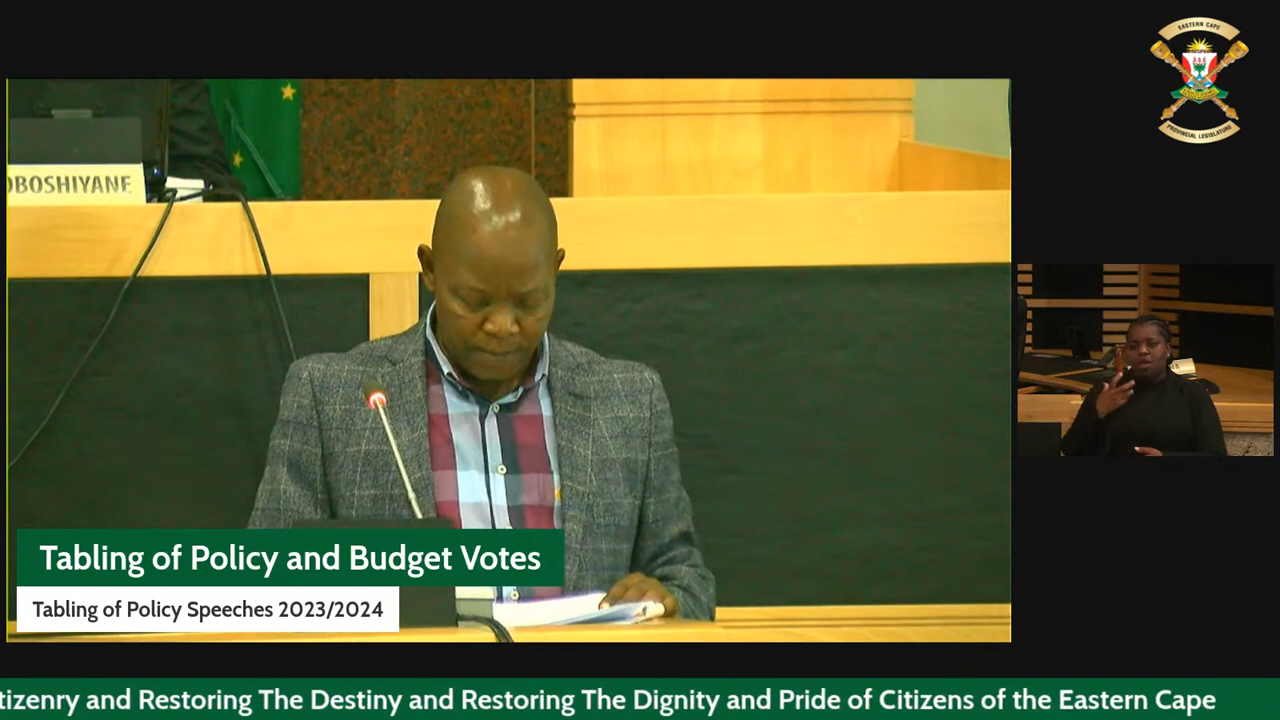 EASTERN CAPE
PROVINCIAL LEGISLATURE
OBOSHIYANE
Tabling of Policy and Budget Votes
Tabling of Policy Speeches 2023/2024
tizenry and Restoring The Destiny and Restoring The Dignity and Pride of Citizens of the Eastern Cape